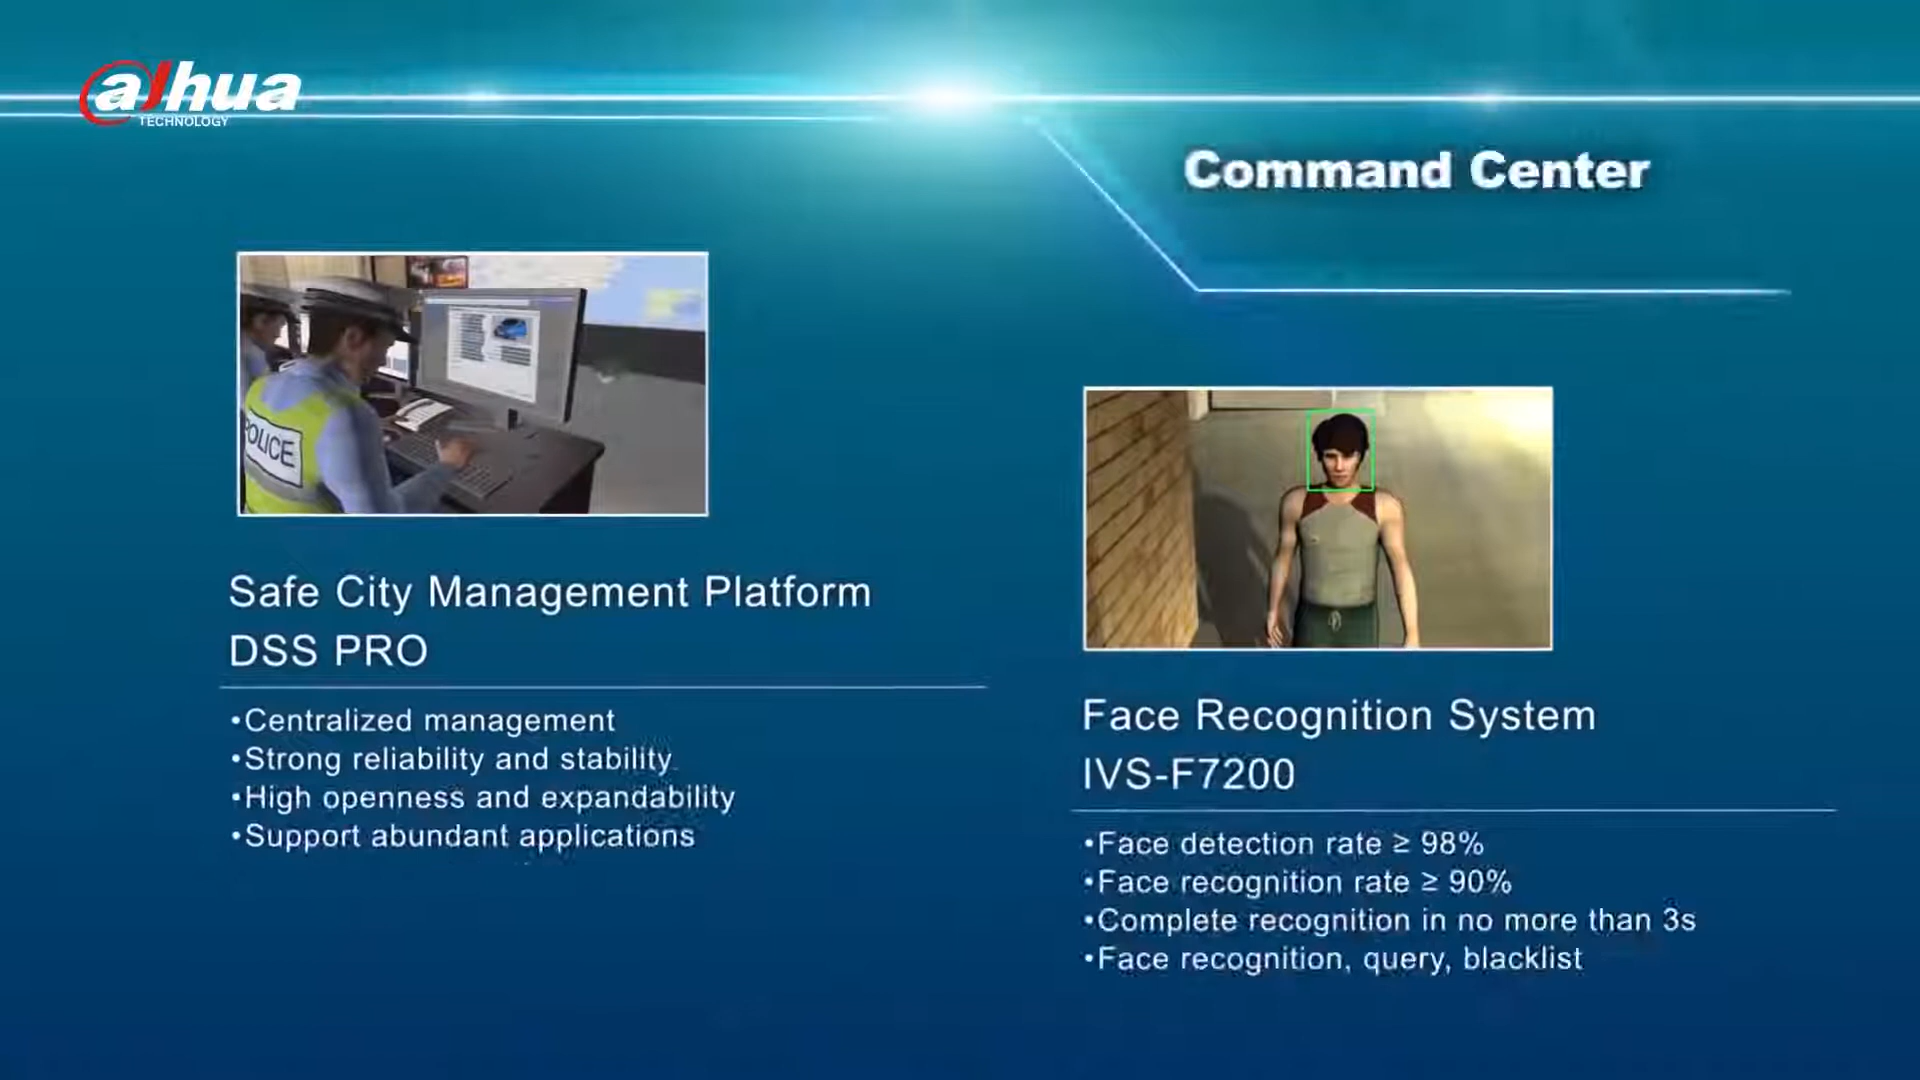 alhua
TECHNOLOGY
Command Center
POLICE
Safe City Management Platform
DSS PRO
•Centralized management
•Strong reliability and stability
•High openness and expandability
•Support abundant applications
Face Recognition System
IVS-F7200
•Face detection rate ≥ 98%
•Face recognition rate ≥ 90%
•Complete recognition in no more than 3s
•Face recognition, query, blacklist